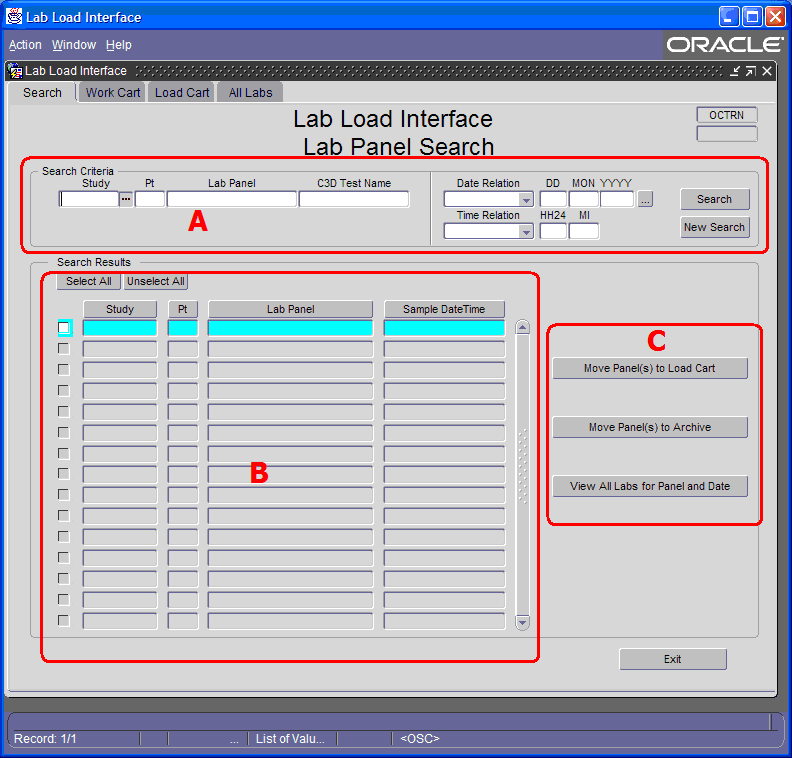 Lab Load Interface
Action Window Help
ORACLE
Lab Load Interface
Search Work Cart Load Cart All Labs
Lab Load Interface
OCTRN
Lab Panel Search
Search Criteria
Study Pt Lab Panel C3D Test Name Date Relation DD MON YYYY
... ... Search
A
Time Relation HH24 MI
New Search
Search Results
Select All Unselect All
Study Pt Lab Panel Sample DateTime
C
Move Panel(s) to Load Cart
Move Panel(s) to Archive
B
View All Labs for Panel and Date
Exit
Record: 1/1 ... List of Valu... <OSC>